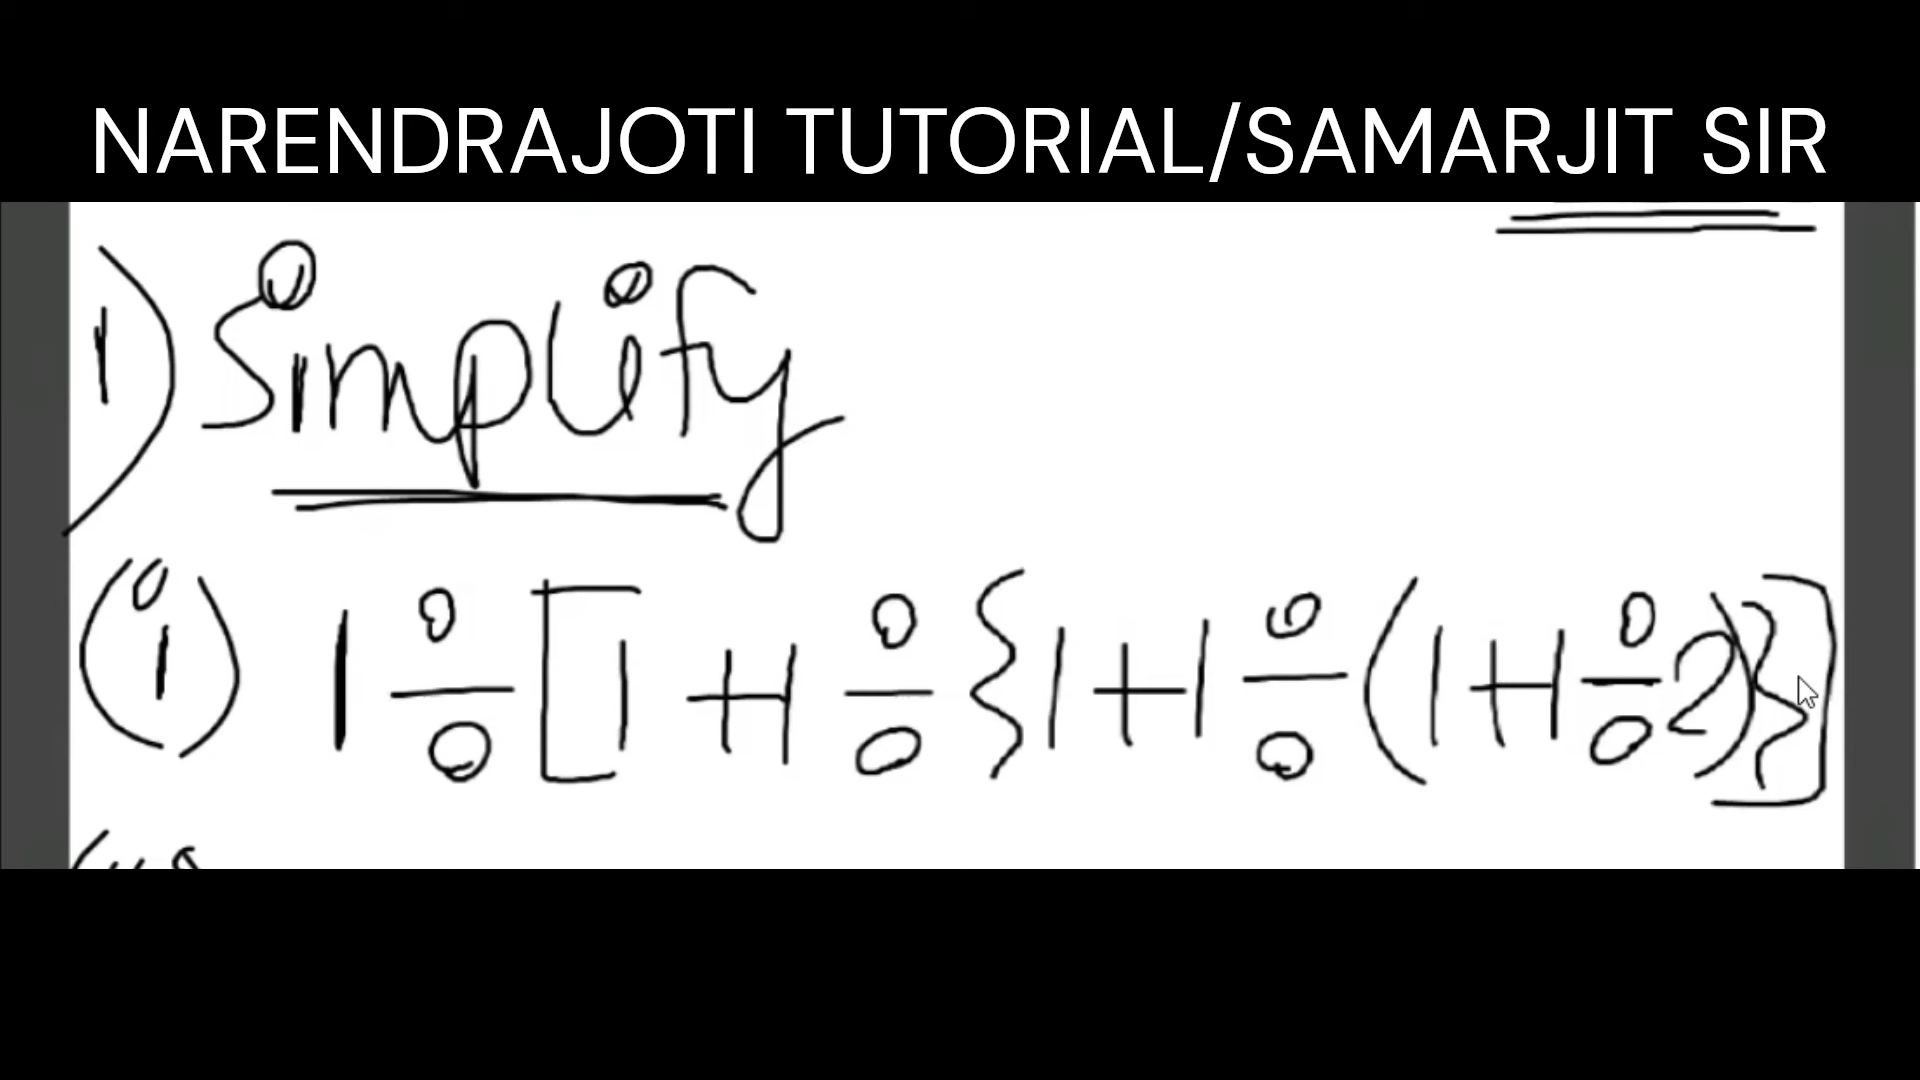 NARENDRAJOTI TUTORIAL/SAMARJIT SIR
1) Simplify
(i) 1 ÷ [1 + 1 ÷ {1 + 1 ÷ (1 + 1 ÷ 2)}]